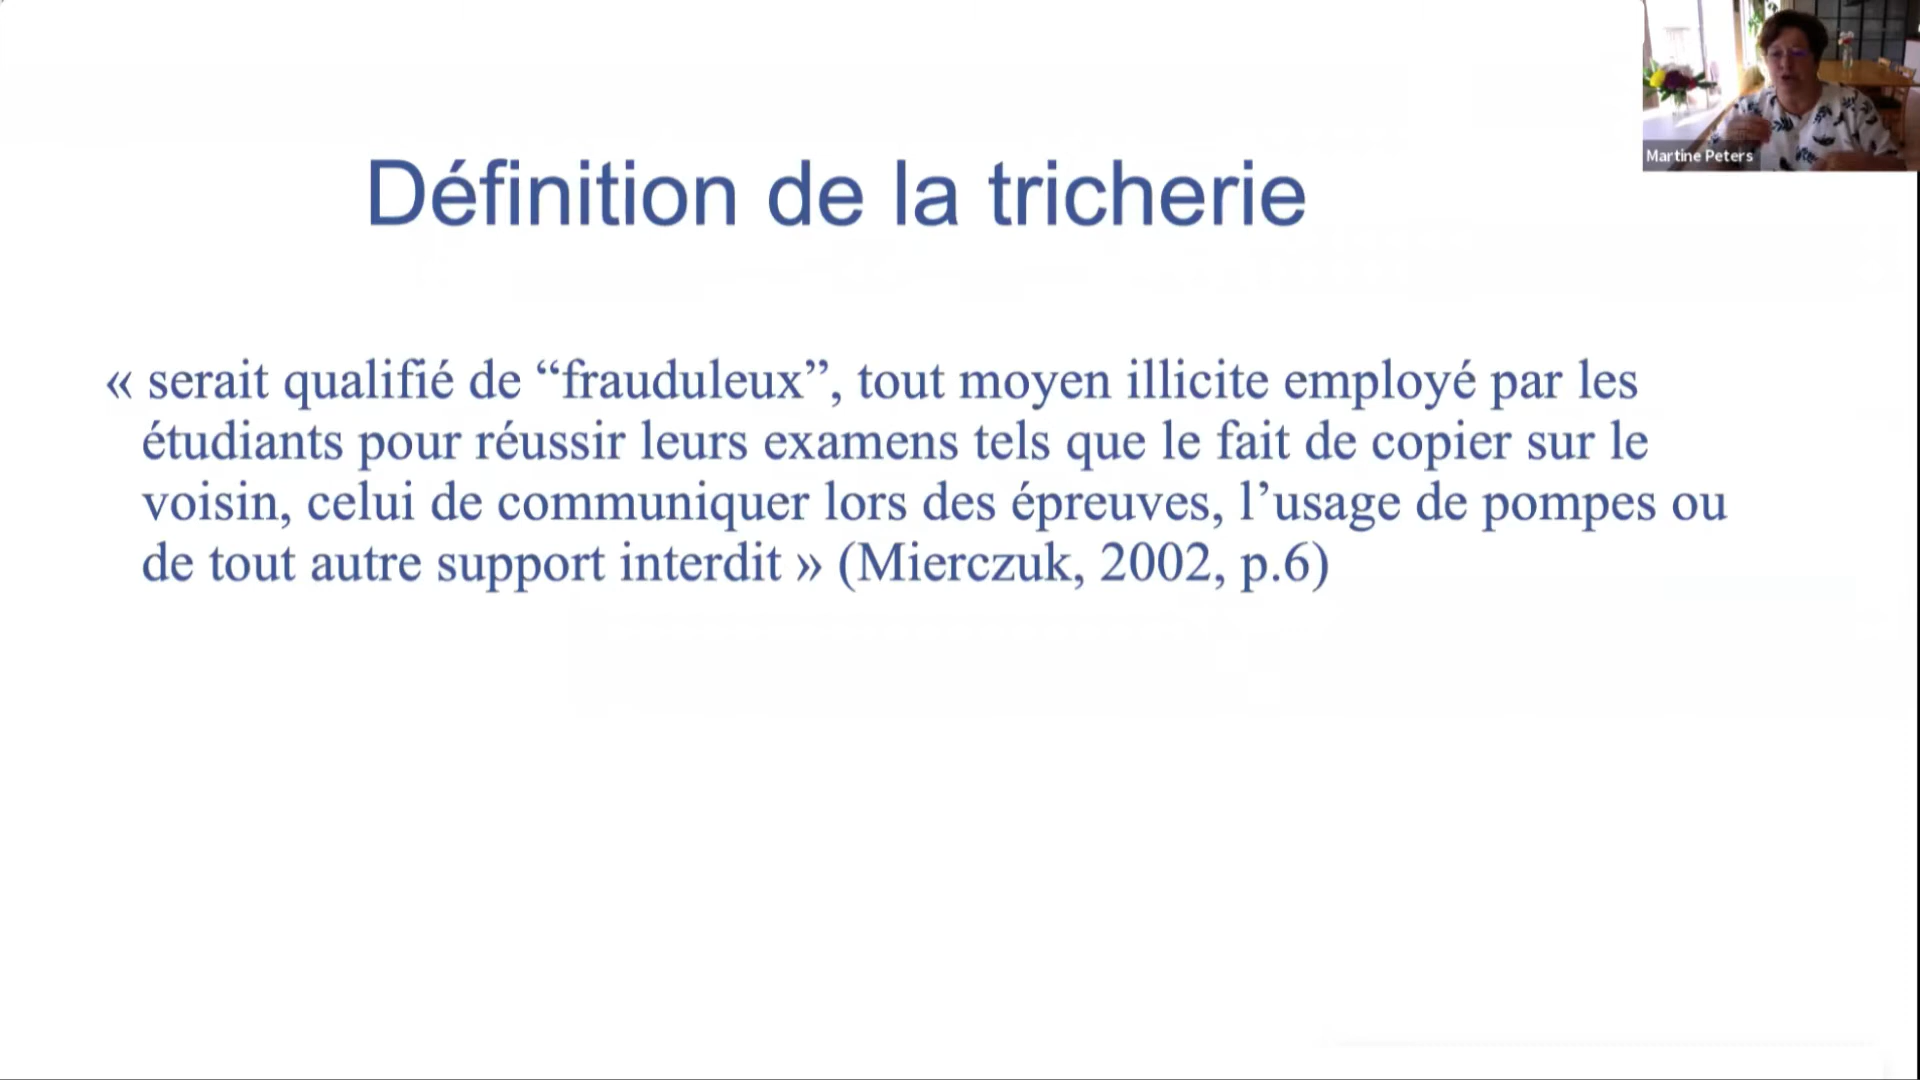 Définition de la tricherie
« serait qualifié de “frauduleux”, tout moyen illicite employé par les
étudiants pour réussir leurs examens tels que le fait de copier sur le
voisin, celui de communiquer lors des épreuves, l’usage de pompes ou
de tout autre support interdit » (Mierczuk, 2002, p.6)
Martine Peters